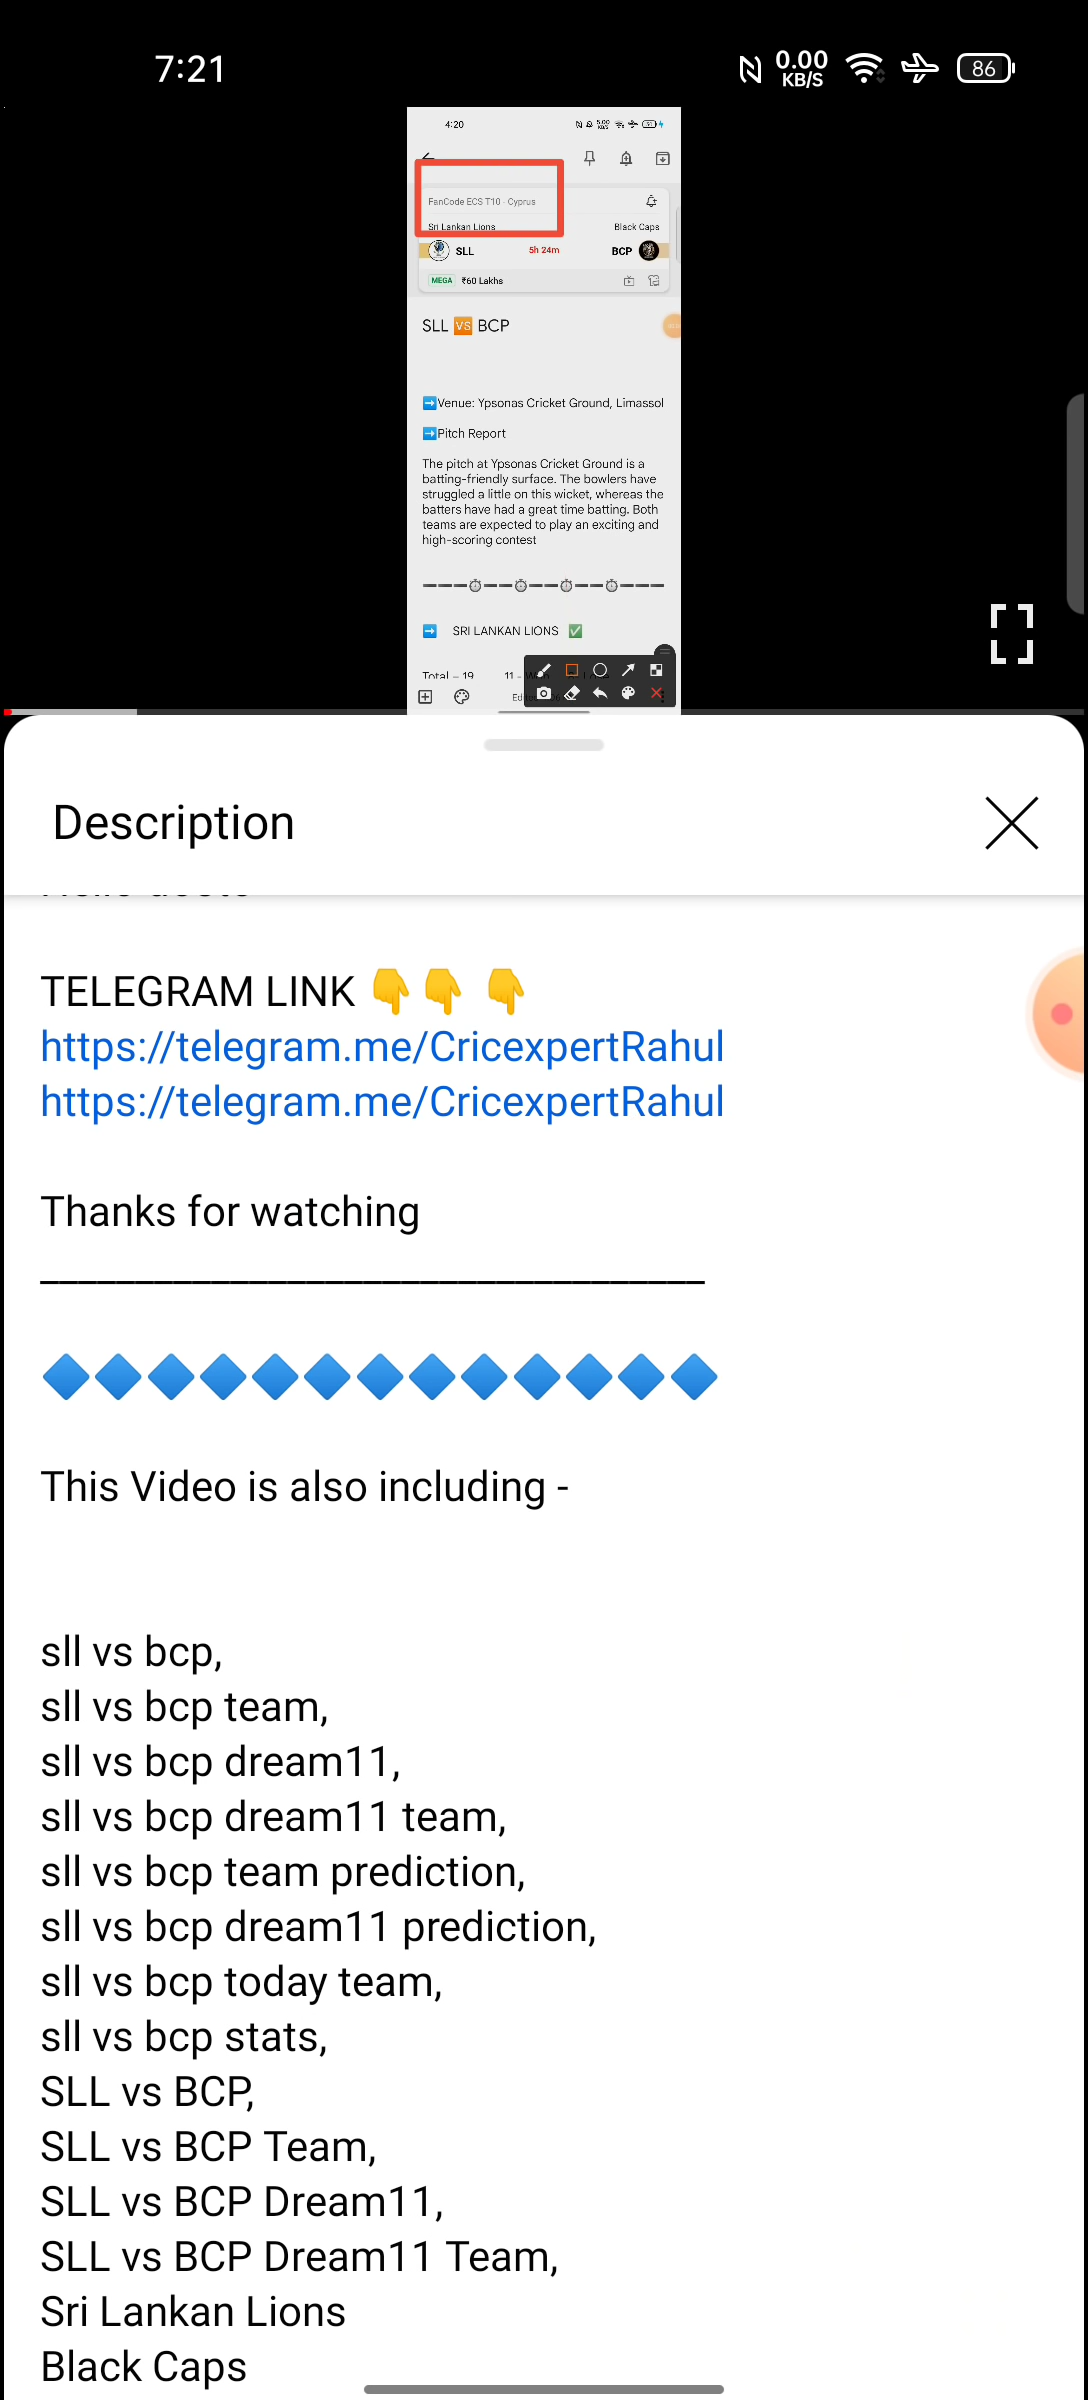 7:21
0.00
KB/S
86
4:20
FanCode ECS T10 - Cyprus
Sri Lankan Lions
Black Caps
SLL
5h 24m
BCP
MEGA ₹60 Lakhs
SLL 🆚 BCP
➡️Venue: Ypsonas Cricket Ground, Limassol
➡️Pitch Report
The pitch at Ypsonas Cricket Ground is a
batting-friendly surface. The bowlers have
struggled a little on this wicket, whereas the
batters have had a great time batting. Both
teams are expected to play an exciting and
high-scoring contest
➡️ SRI LANKAN LIONS ✅
Total - 19 11 -
Description
TELEGRAM LINK 👇👇 👇
https://telegram.me/CricexpertRahul
https://telegram.me/CricexpertRahul
Thanks for watching
🔷🔷🔷🔷🔷🔷🔷🔷🔷🔷🔷🔷🔷
This Video is also including -
sll vs bcp,
sll vs bcp team,
sll vs bcp dream11,
sll vs bcp dream11 team,
sll vs bcp team prediction,
sll vs bcp dream11 prediction,
sll vs bcp today team,
sll vs bcp stats,
SLL vs BCP,
SLL vs BCP Team,
SLL vs BCP Dream11,
SLL vs BCP Dream11 Team,
Sri Lankan Lions
Black Caps